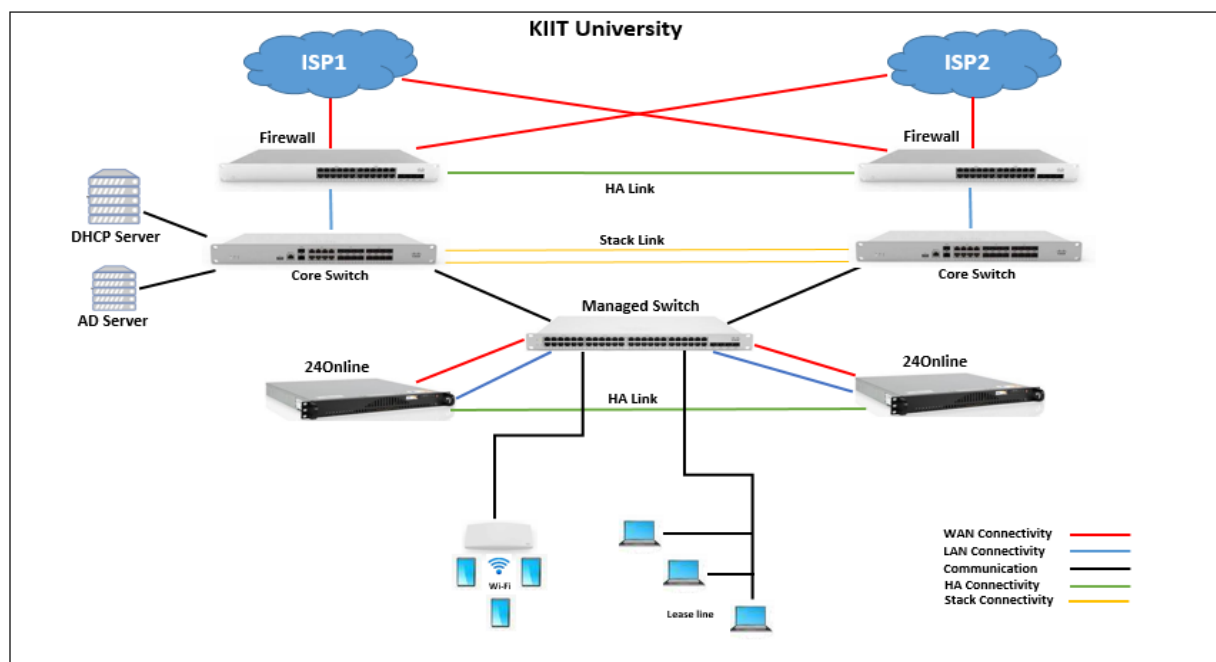 KIIT University
ISP1
ISP2
Firewall
Firewall
HA Link
DHCP Server
Stack Link
Core Switch
Core Switch
AD Server
Managed Switch
24Online
24Online
HA Link
Wi-Fi
Lease line
WAN Connectivity
LAN Connectivity
Communication
HA Connectivity
Stack Connectivity